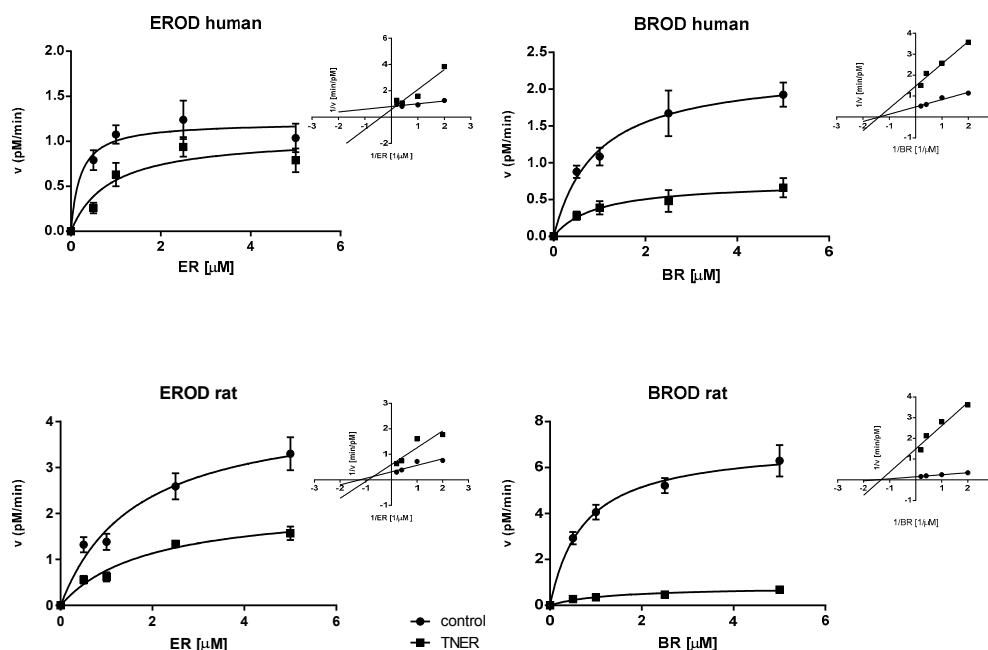 EROD human
v (pM/min)
2.0
1.5
1.0
0.5
0.0
0 2 4 6
ER [μM]
1/v [min/pM]
6
4
2
-2
-3 -2 -1 0 1 2 3
1/ER [1/μM]
BROD human
v (pM/min)
2.5
2.0
1.5
1.0
0.5
0.0
0 2 4 6
BR [μM]
1/v [min/pM]
4
3
2
1
-1
-3 -2 -1 0 1 2 3
1/BR [1/μM]
EROD rat
v (pM/min)
4
3
2
1
0
0 2 4 6
ER [μM]
1/v [min/pM]
3
2
1
-1
-3 -2 -1 0 1 2 3
1/ER [1/μM]
control
TNER
BROD rat
v (pM/min)
8
6
4
2
0
0 2 4 6
BR [μM]
1/v [min/pM]
4
3
2
1
-1
-3 -2 -1 0 1 2 3
1/BR [1/μM]